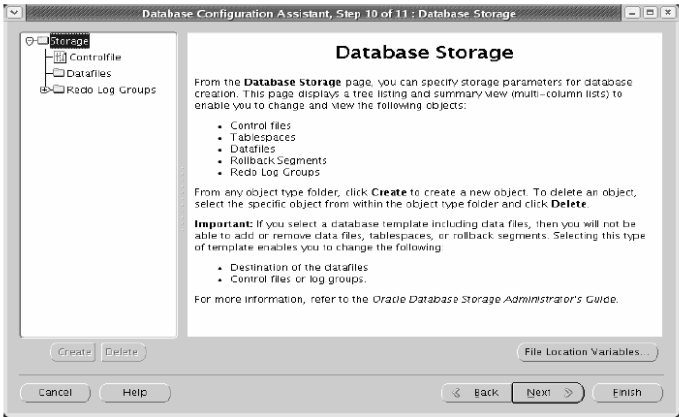 Database Configuration Assistant, Step 10 of 11 : Database Storage
Storage
Controlfile
Datafiles
Redo Log Groups
Database Storage
From the Database Storage page, you can specify storage parameters for database
creation. This page displays a tree listing and summary view (multi-column lists) to
enable you to change and view the following objects:
• Control files
• Tablespaces
• Datafiles
• Rollback Segments
• Redo Log Groups
From any object type folder, click Create to create a new object. To delete an object,
select the specific object from within the object type folder and click Delete.
Important: If you select a database template including data files, then you will not be
able to add or remove data files, tablespaces, or rollback segments. Selecting this type
of template enables you to change the following:
• Destination of the datafiles
• Control files or log groups.
For more information, refer to the Oracle Database Storage Administrator's Guide.
Create Delete File Location Variables...
Cancel Help Back Next Finish